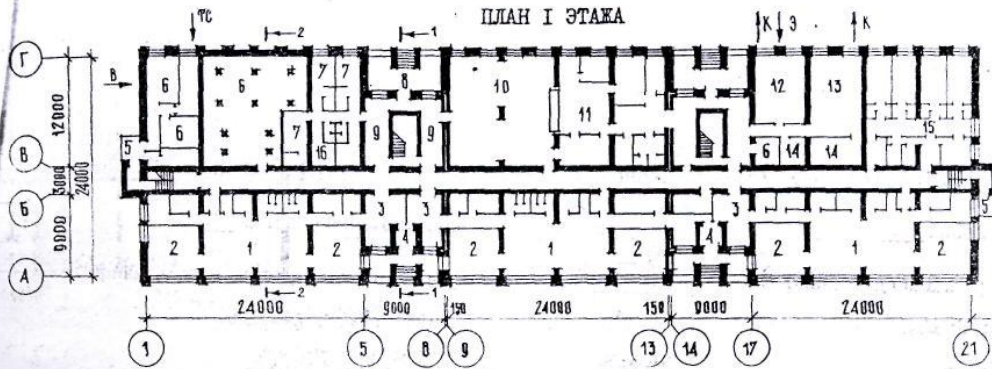 ПЛАН I ЭТАЖА
ТС 2 1 К Э К
Г
В
6 6 7 7 8 10 11 12 13
12000
24000
5 6 7 16 9 9 6 14 14 15
В
3000
Б
3 3 3 5
9000
2 1 2 4 2 1 2 4 2 1 2
А
2 1
24000 9000 150 24000 150 9000 24000
1 5 8 9 13 14 17 21